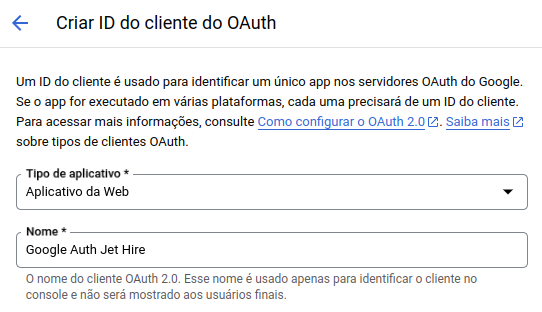 Criar ID do cliente do OAuth
Um ID do cliente é usado para identificar um único app nos servidores OAuth do Google.
Se o app for executado em várias plataformas, cada uma precisará de um ID do cliente.
Para acessar mais informações, consulte Como configurar o OAuth 2.0. Saiba mais
sobre tipos de clientes OAuth.
Tipo de aplicativo *
Aplicativo da Web
Nome *
Google Auth Jet Hire
O nome do cliente OAuth 2.0. Esse nome é usado apenas para identificar o cliente no
console e não será mostrado aos usuários finais.